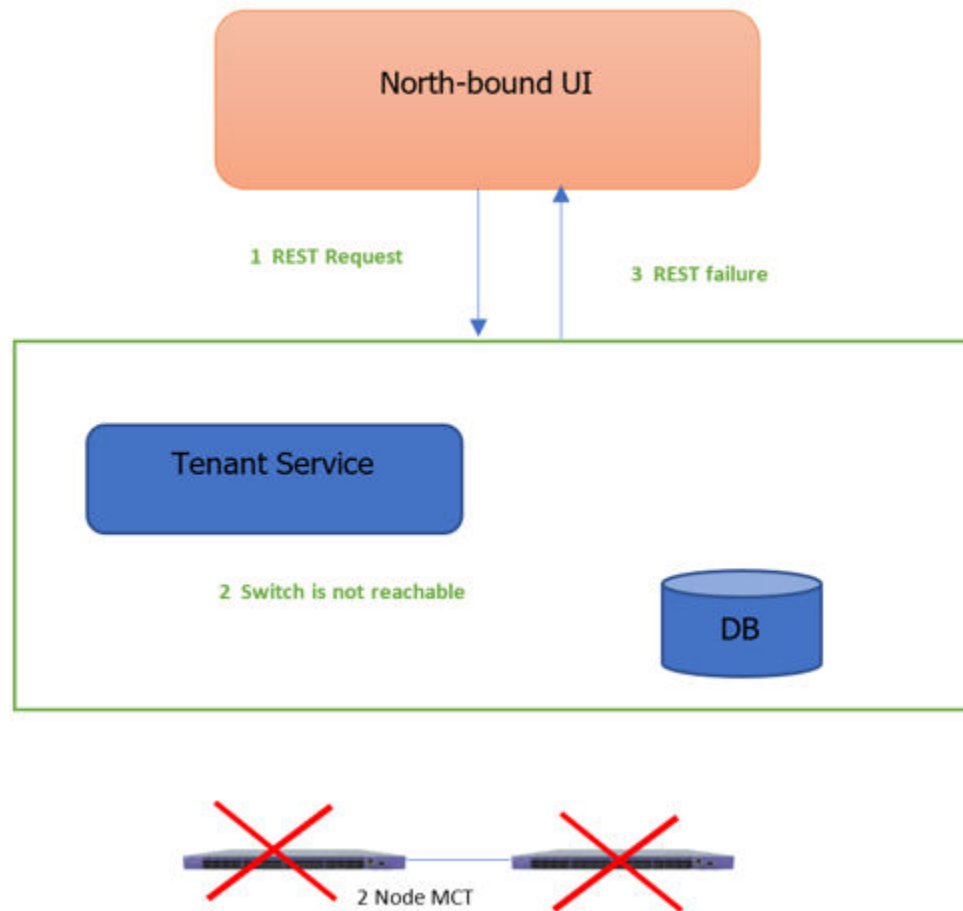 North-bound UI
1 REST Request
3 REST failure
Tenant Service
2 Switch is not reachable
DB
2 Node MCT